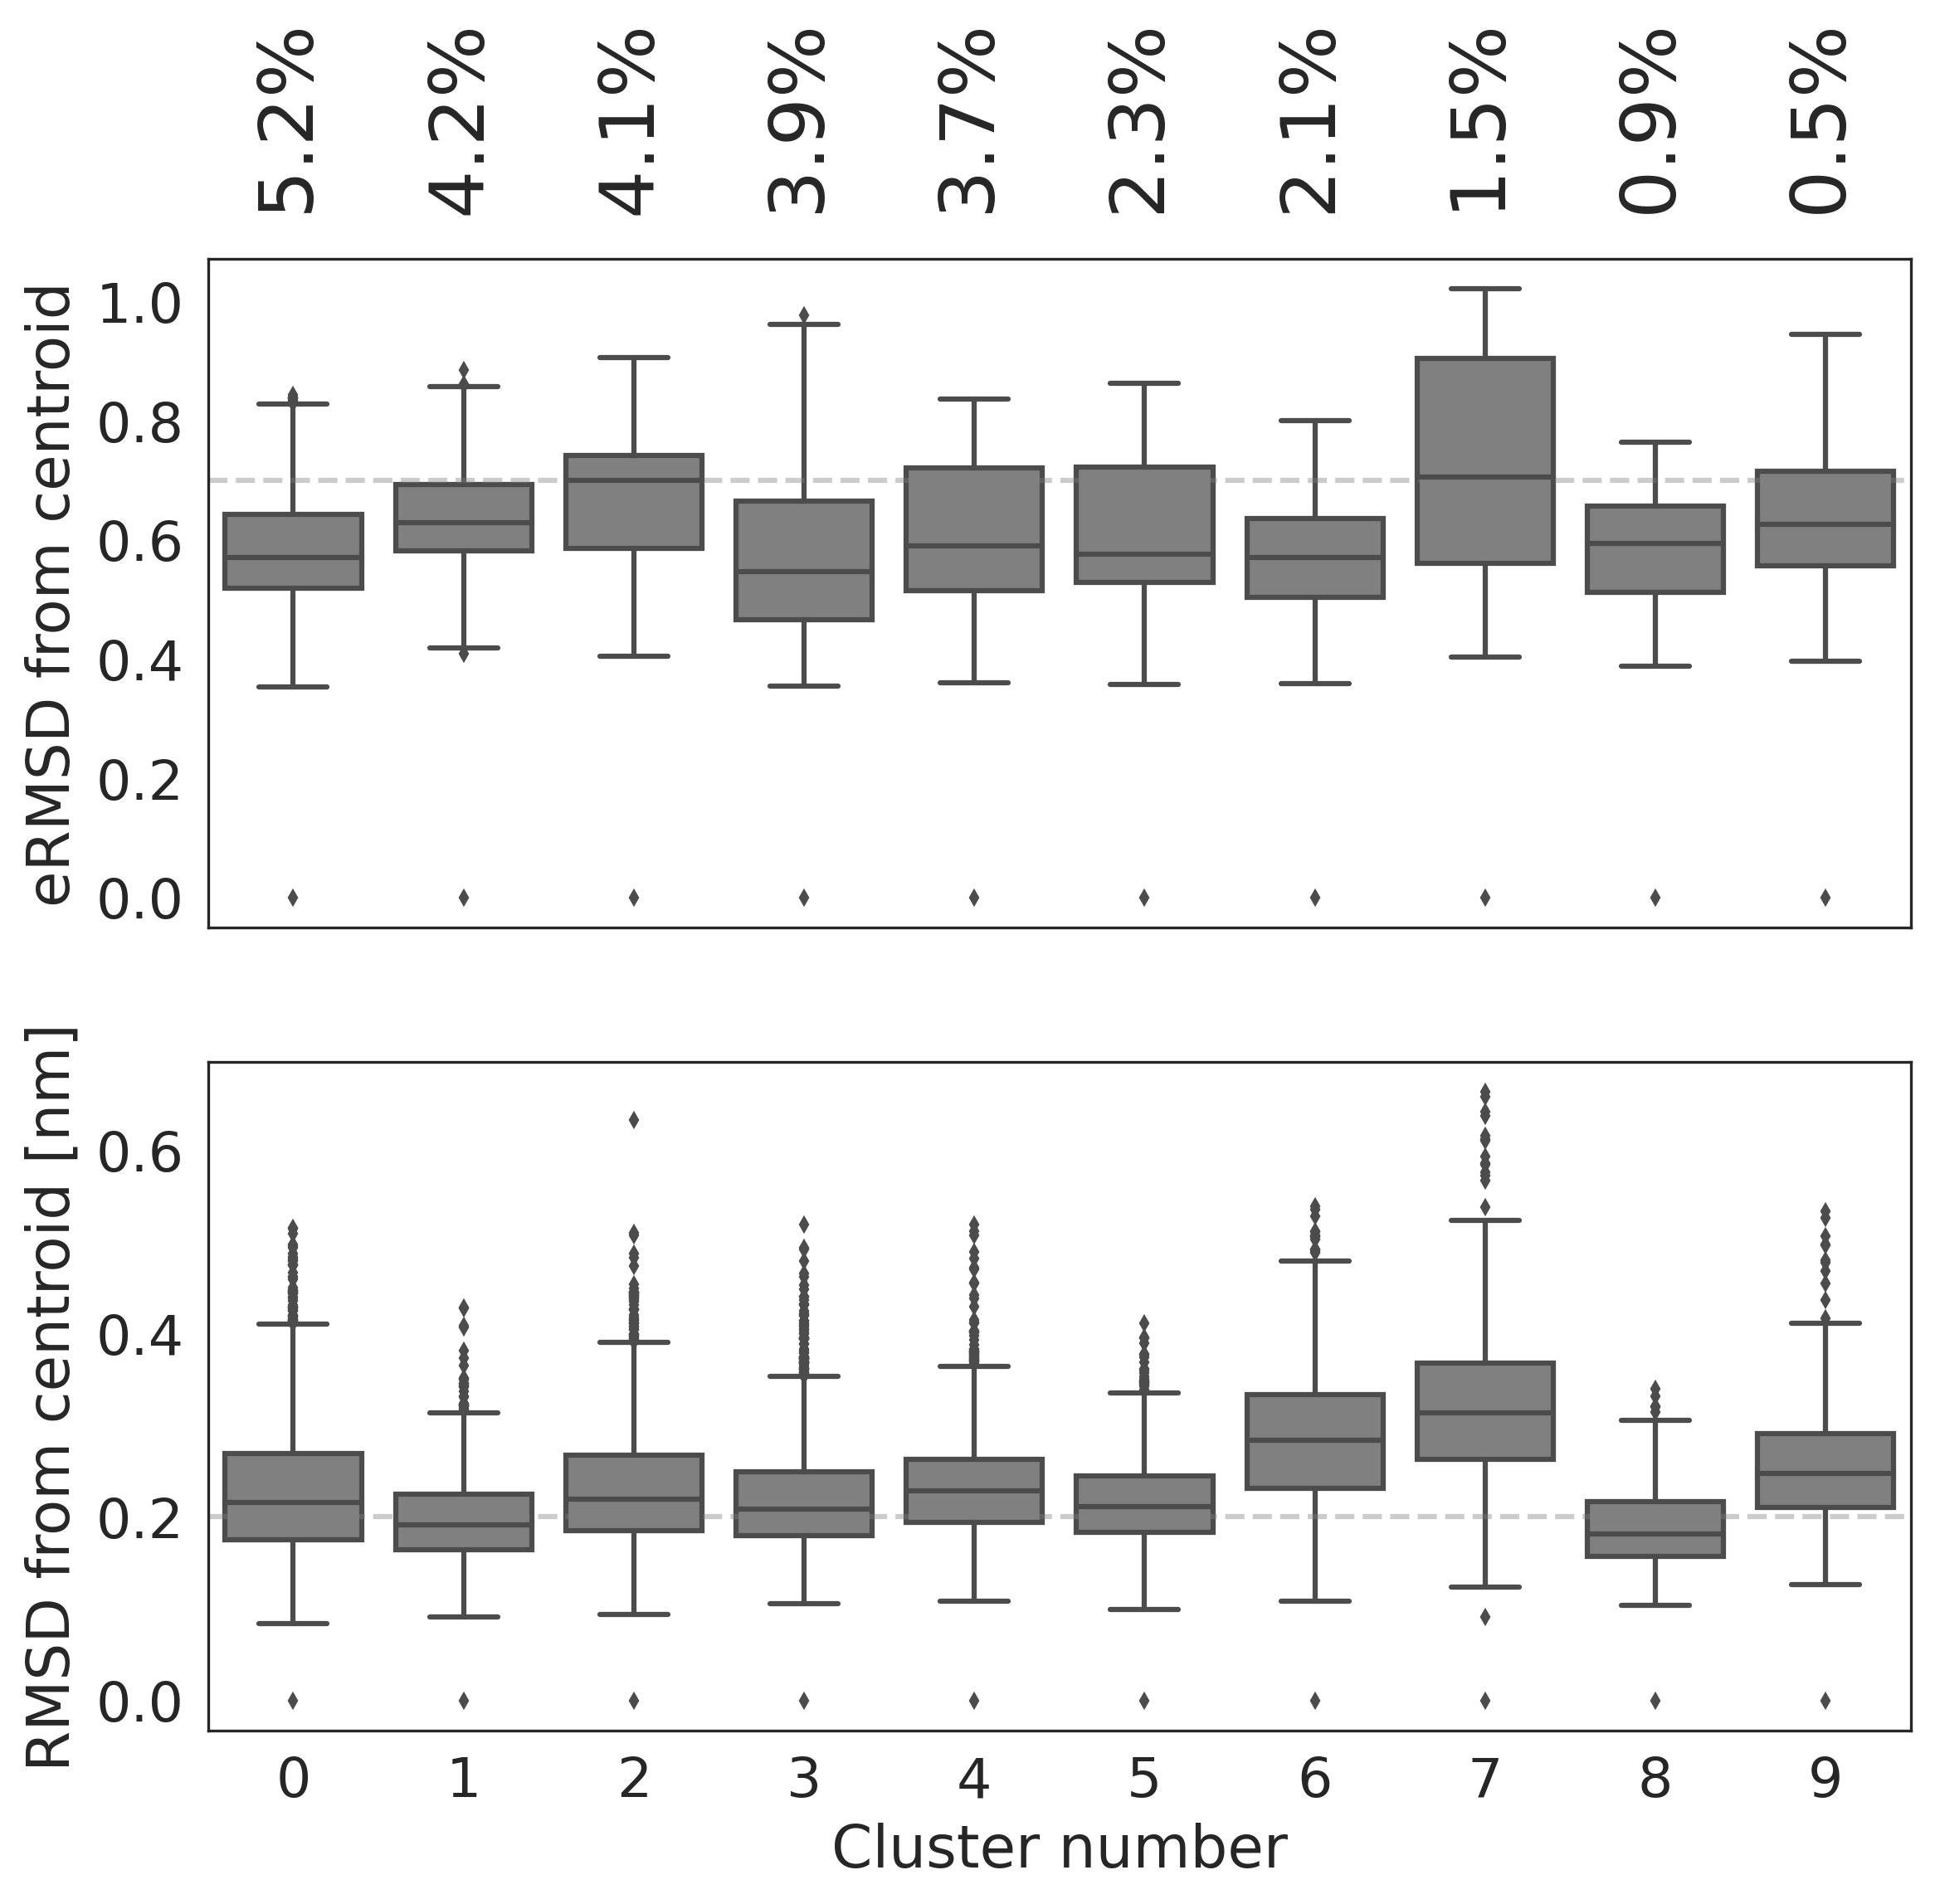 5.2% 4.2% 4.1% 3.9% 3.7% 2.3% 2.1% 1.5% 0.9% 0.5%
eRMSD from centroid
1.0
0.8
0.6
0.4
0.2
0.0
RMSD from centroid [nm]
0.6
0.4
0.2
0.0
0 1 2 3 4 5 6 7 8 9
Cluster number